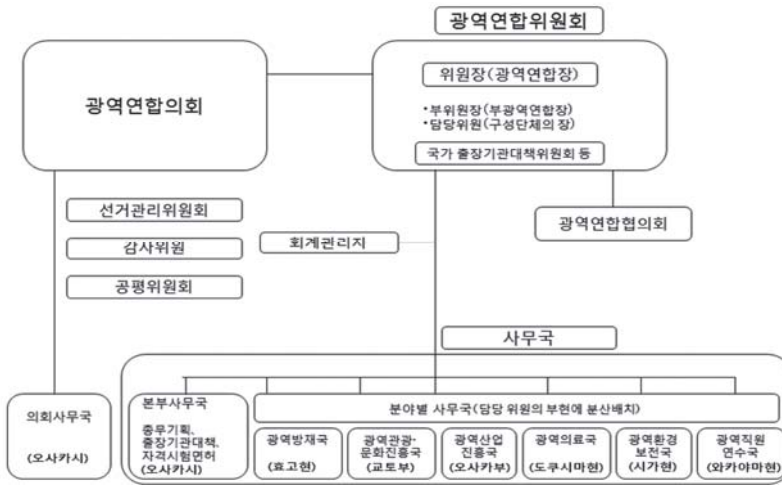 광역연합위원회
광역연합의회
위원장(광역연합장)
•부위원장(부광역연합장)
•담당위원(구성단체의 장)
국가 출장기관대책위원회 등
선거관리위원회
감사위원
공평위원회
회계관리자
광역연합협의회
사무국
의회사무국
(오사카시)
본부사무국
총무기획、
출장기관대책、
자격시험면허
(오사카시)
분야별 사무국(담당 위원의 부현에 분산배치)
광역방재국
(효고현)
광역관광·
문화진흥국
(교토부)
광역산업
진흥국
(오사카부)
광역의료국
(도쿠시마현)
광역환경
보전국
(시가현)
광역직원
연수국
(와카야마현)